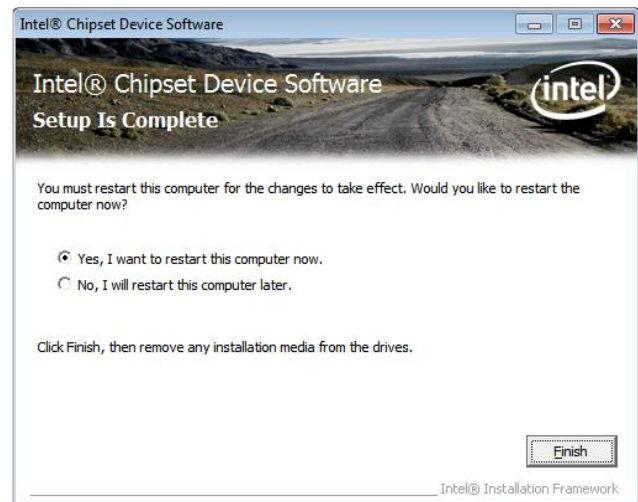 Intel® Chipset Device Software
Intel® Chipset Device Software
Setup Is Complete
intel
You must restart this computer for the changes to take effect. Would you like to restart the
computer now?
Yes, I want to restart this computer now.
No, I will restart this computer later.
Click Finish, then remove any installation media from the drives.
Finish
Intel® Installation Framework